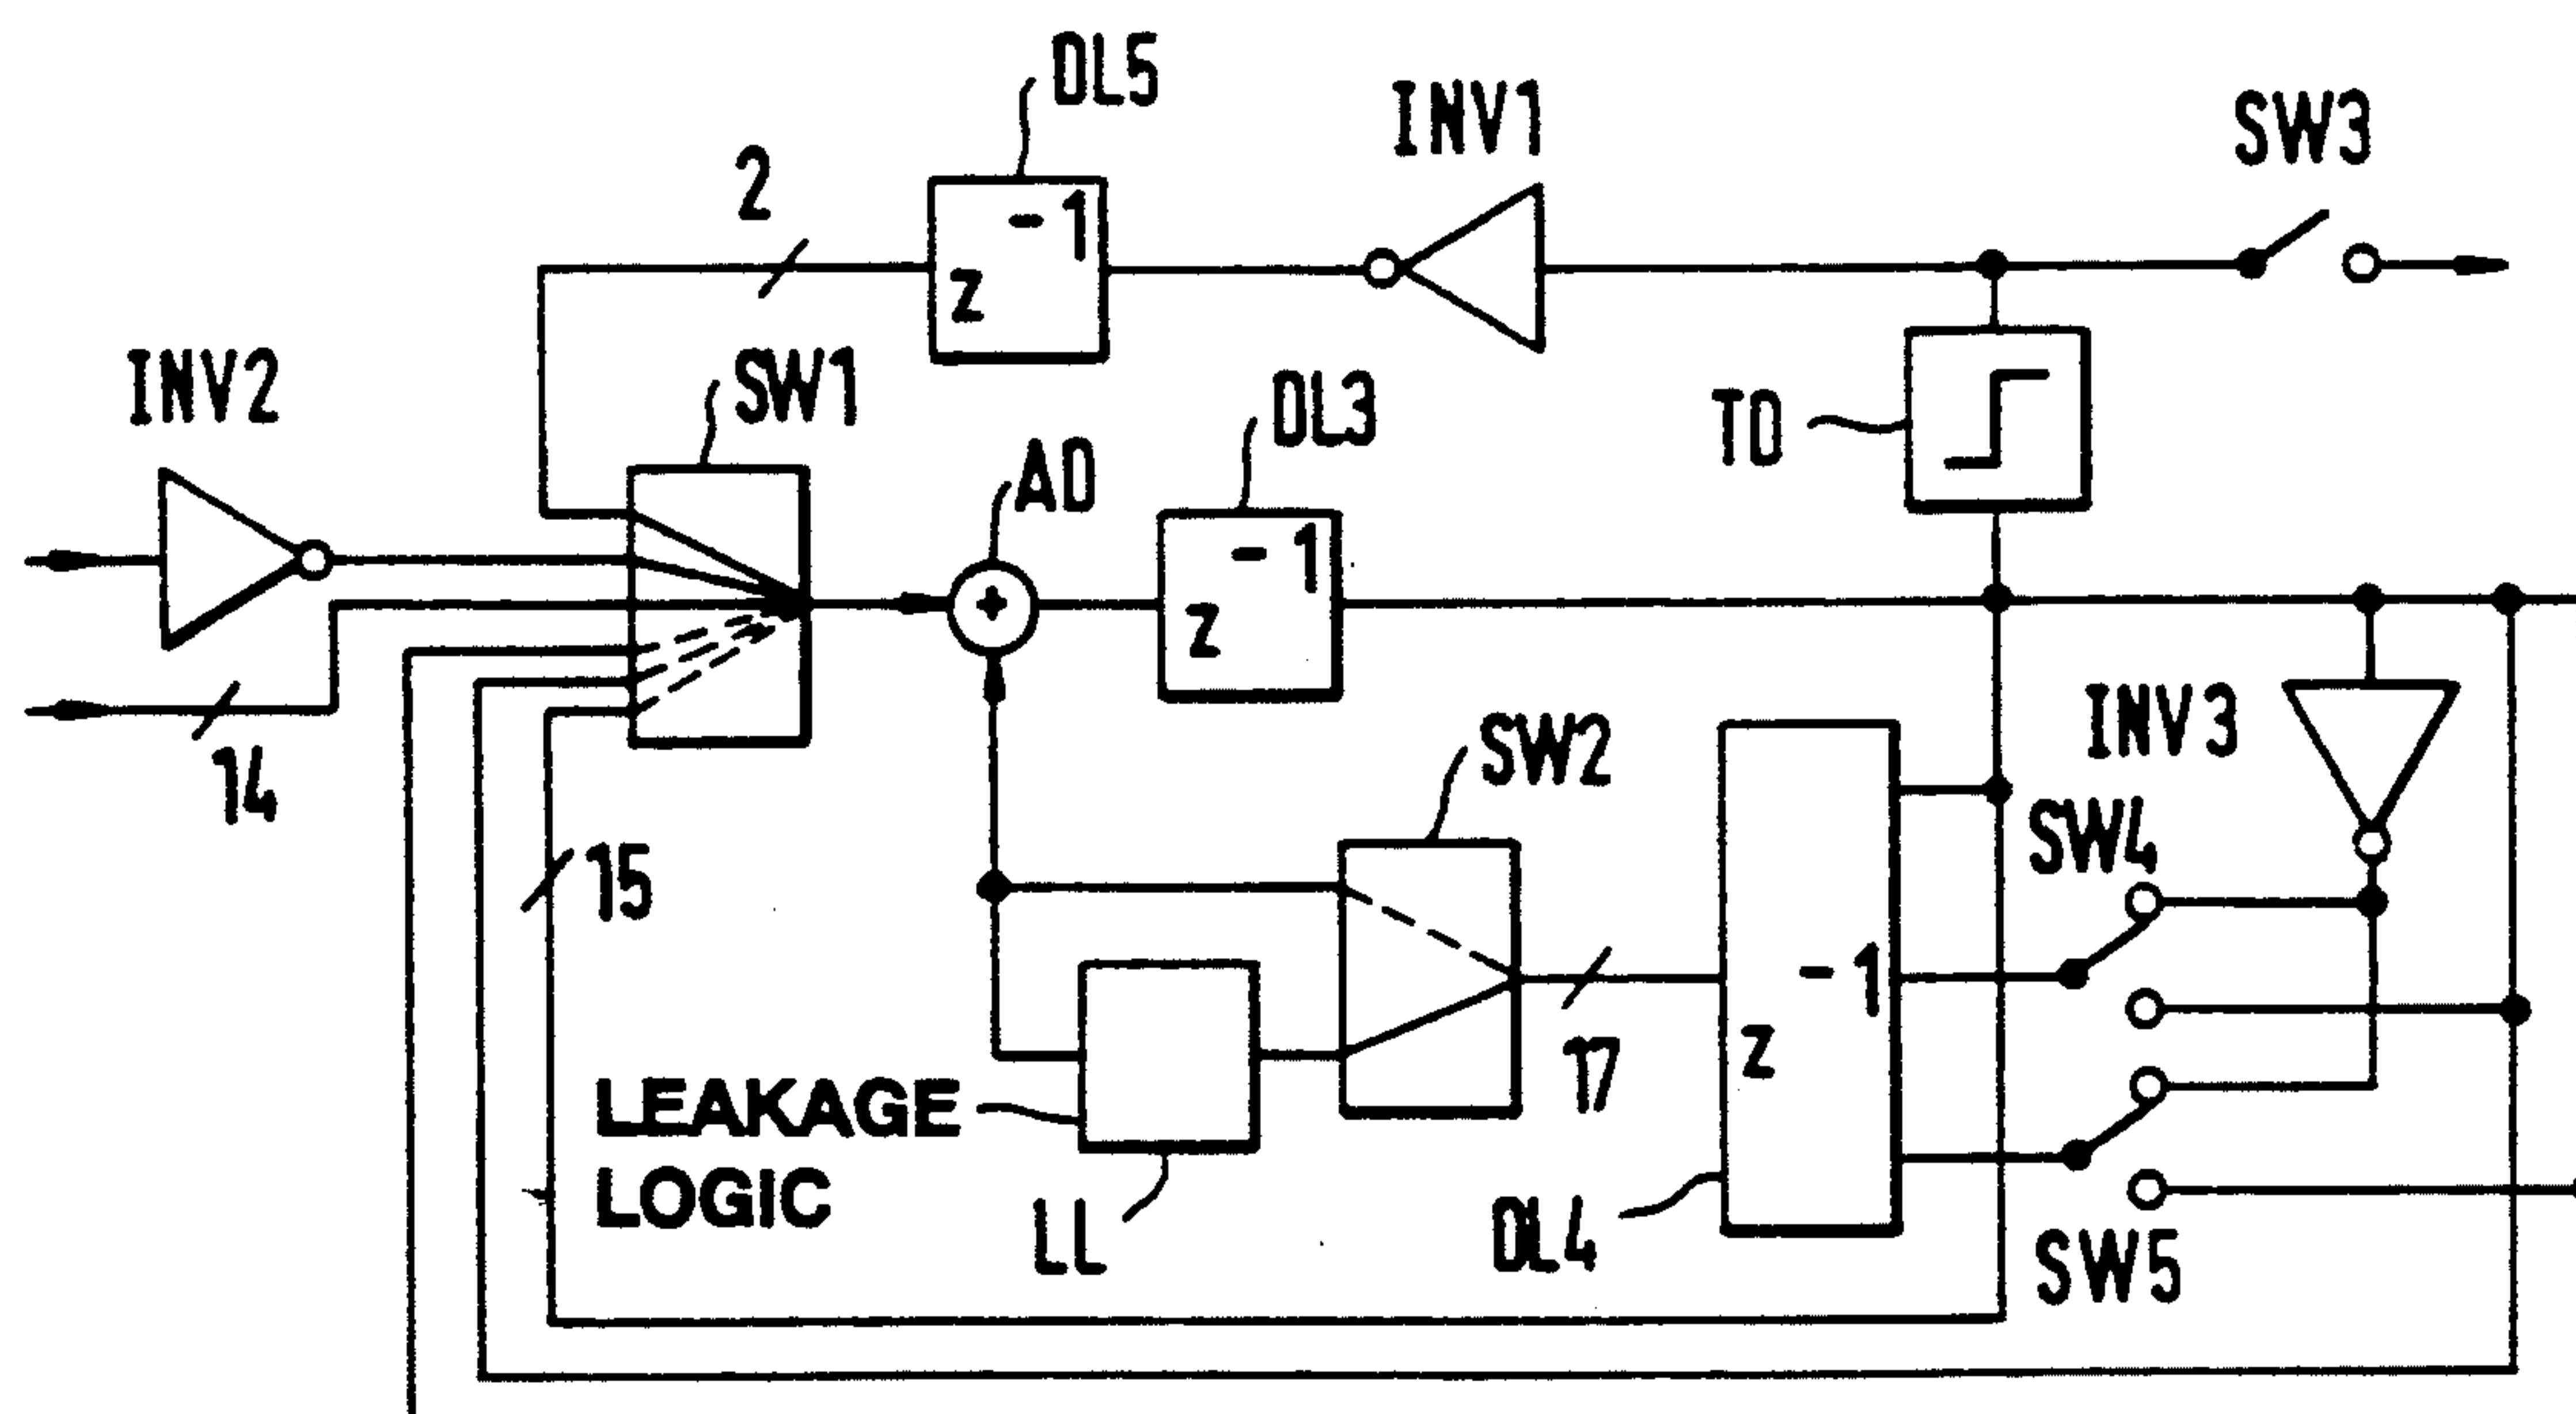 DL5
INV1
SW3
2
z -1
INV2
SW1
DL3
TD
AD
+
z -1
14
SW2
INV3
SW4
15
z -1
17
LEAKAGE
LOGIC
LL
DL4
SW5